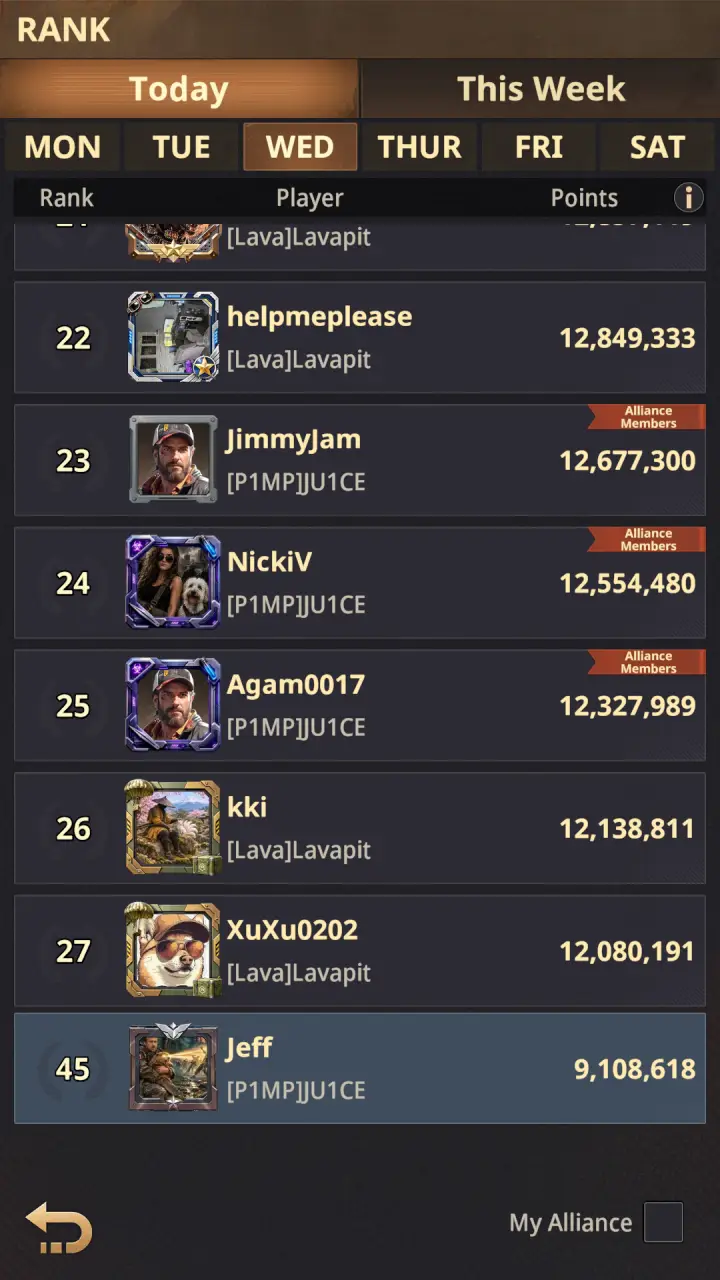 RANK
Today
This Week
MON
TUE
WED
THUR
FRI
SAT
Rank
Player
Points
[Lava]Lavapit
22
helpmeplease
[Lava]Lavapit
12,849,333
Alliance
Members
23
JimmyJam
[P1MP]JU1CE
12,677,300
Alliance
Members
24
NickiV
[P1MP]JU1CE
12,554,480
Alliance
Members
25
Agam0017
[P1MP]JU1CE
12,327,989
26
kki
[Lava]Lavapit
12,138,811
27
XuXu0202
[Lava]Lavapit
12,080,191
45
Jeff
[P1MP]JU1CE
9,108,618
My Alliance